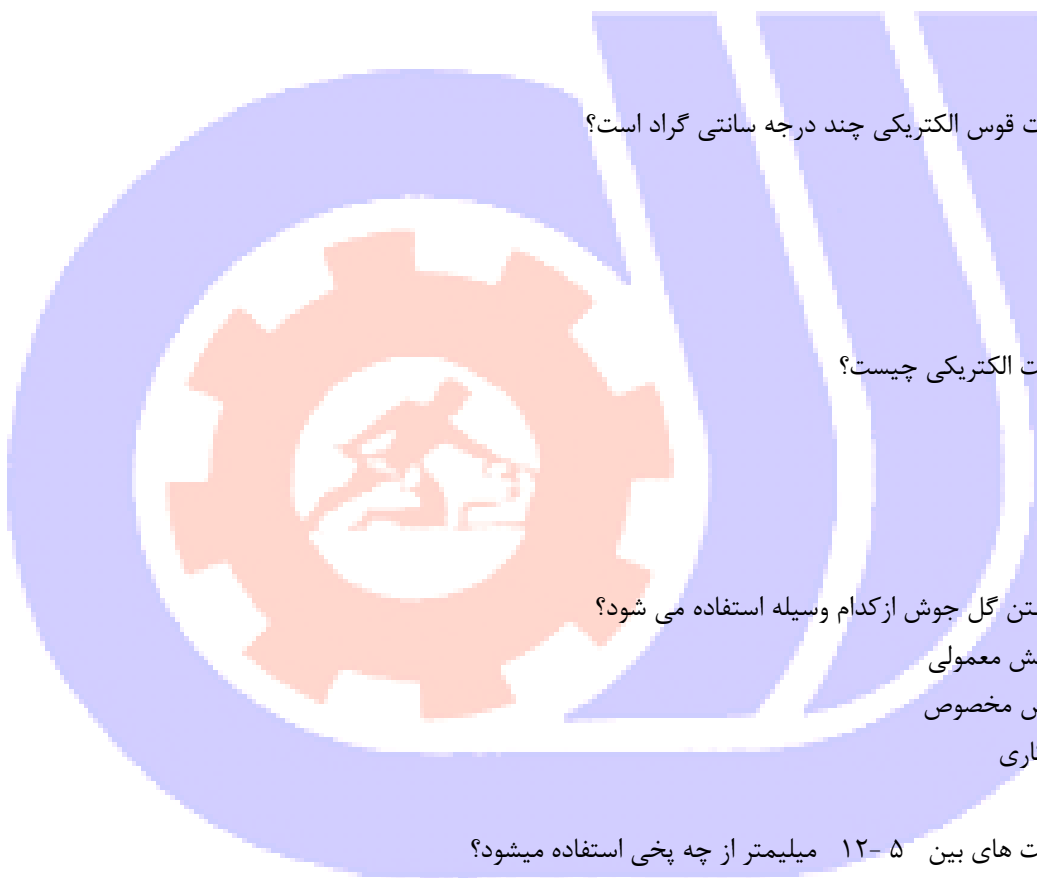 ت قوس الکتریکی چند درجه سانتی گراد است؟
ت الکتریکی چیست؟
تن گل جوش ازکدام وسیله استفاده می شود؟
ش معمولی
ش مخصوص
اری
ت های بین ۵ -۱۲ میلیمتر از چه پخی استفاده میشود؟